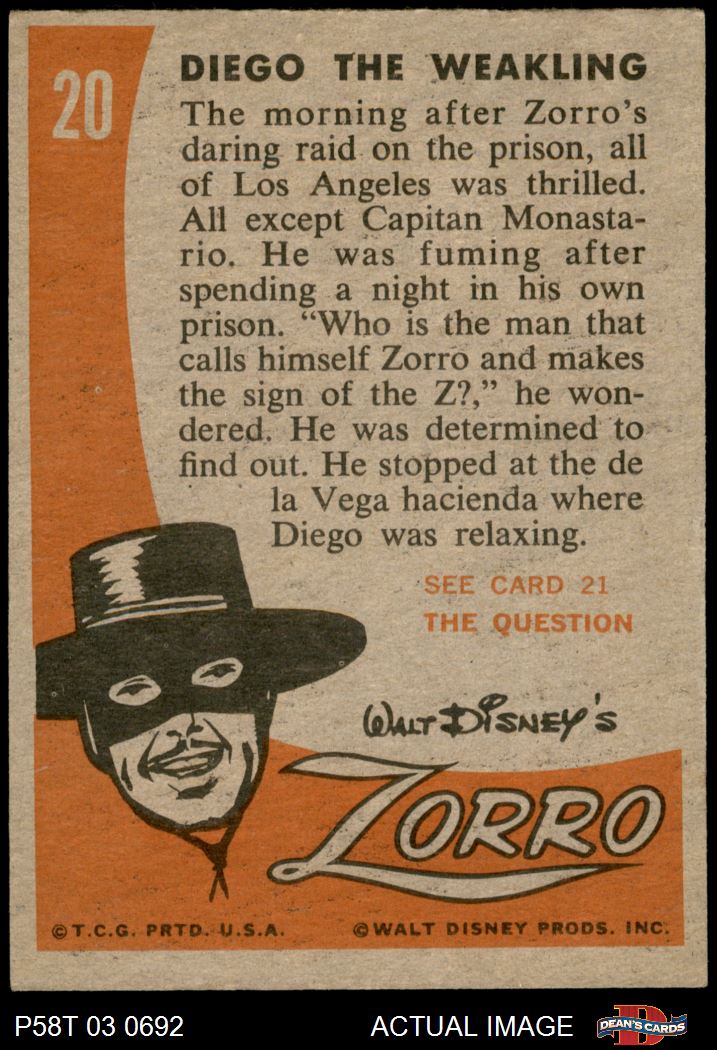 20
DIEGO THE WEAKLING
The morning after Zorro's
daring raid on the prison, all
of Los Angeles was thrilled.
All except Capitan Monasta-
rio. He was fuming after
spending a night in his own
prison. "Who is the man that
calls himself Zorro and makes
the sign of the Z?," he won-
dered. He was determined to
find out. He stopped at the de
la Vega hacienda where
Diego was relaxing.
SEE CARD 21
THE QUESTION
WALT DISNEY'S
ZORRO
©T.C.G. PRTD. U.S.A.
©WALT DISNEY PRODS. INC.
P58T 03 0692
ACTUAL IMAGE
D
DEAN'S CARDS